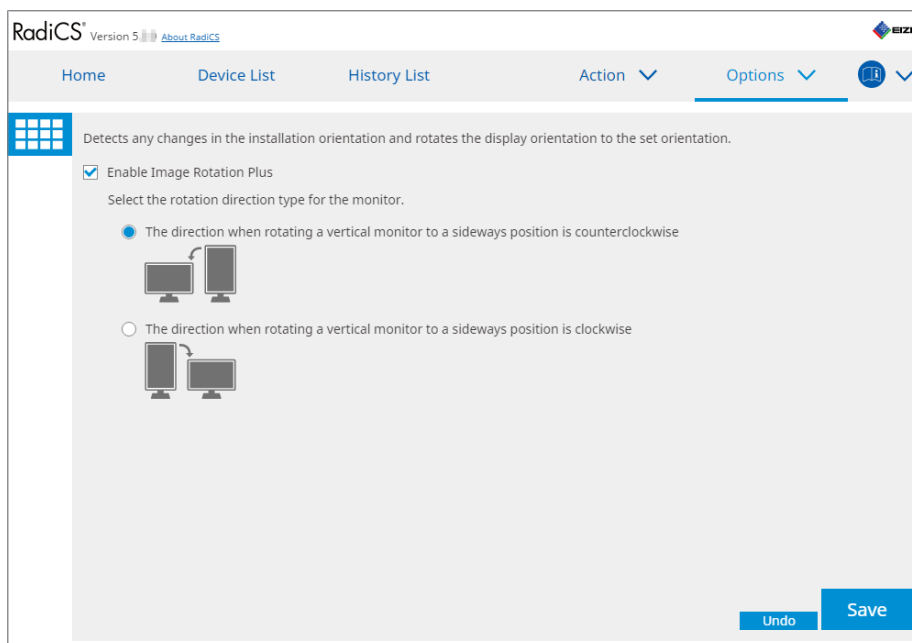 RadiCS® Version 5. About RadiCS
Home Device List History List Action Options
Detects any changes in the installation orientation and rotates the display orientation to the set orientation.
Enable Image Rotation Plus
Select the rotation direction type for the monitor.
The direction when rotating a vertical monitor to a sideways position is counterclockwise
The direction when rotating a vertical monitor to a sideways position is clockwise
Save
Undo